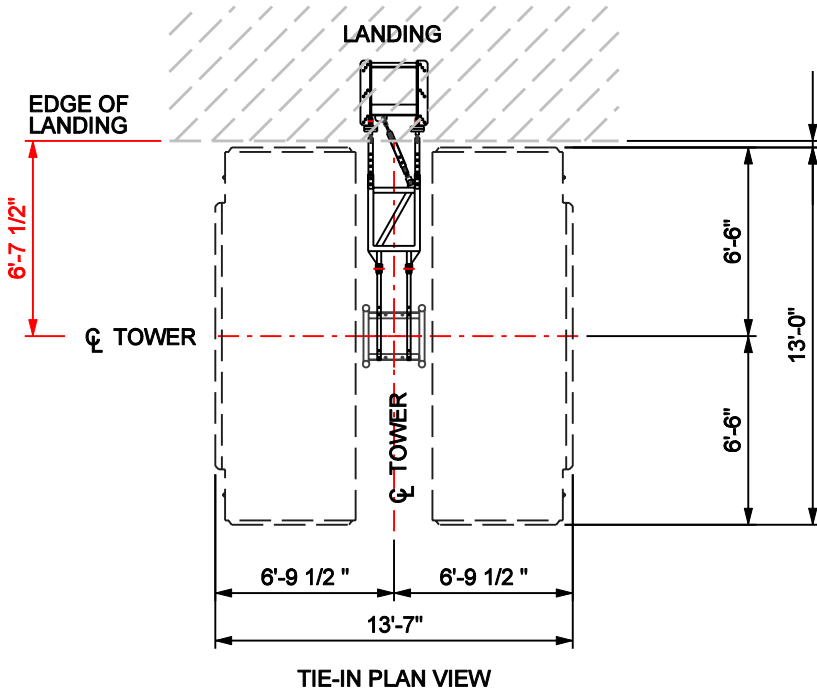 LANDING
EDGE OF
LANDING
6'-7 1/2"
6'-6"
13'-0"
℄ TOWER
℄ TOWER
6'-6"
6'-9 1/2 "
6'-9 1/2 "
13'-7"
TIE-IN PLAN VIEW